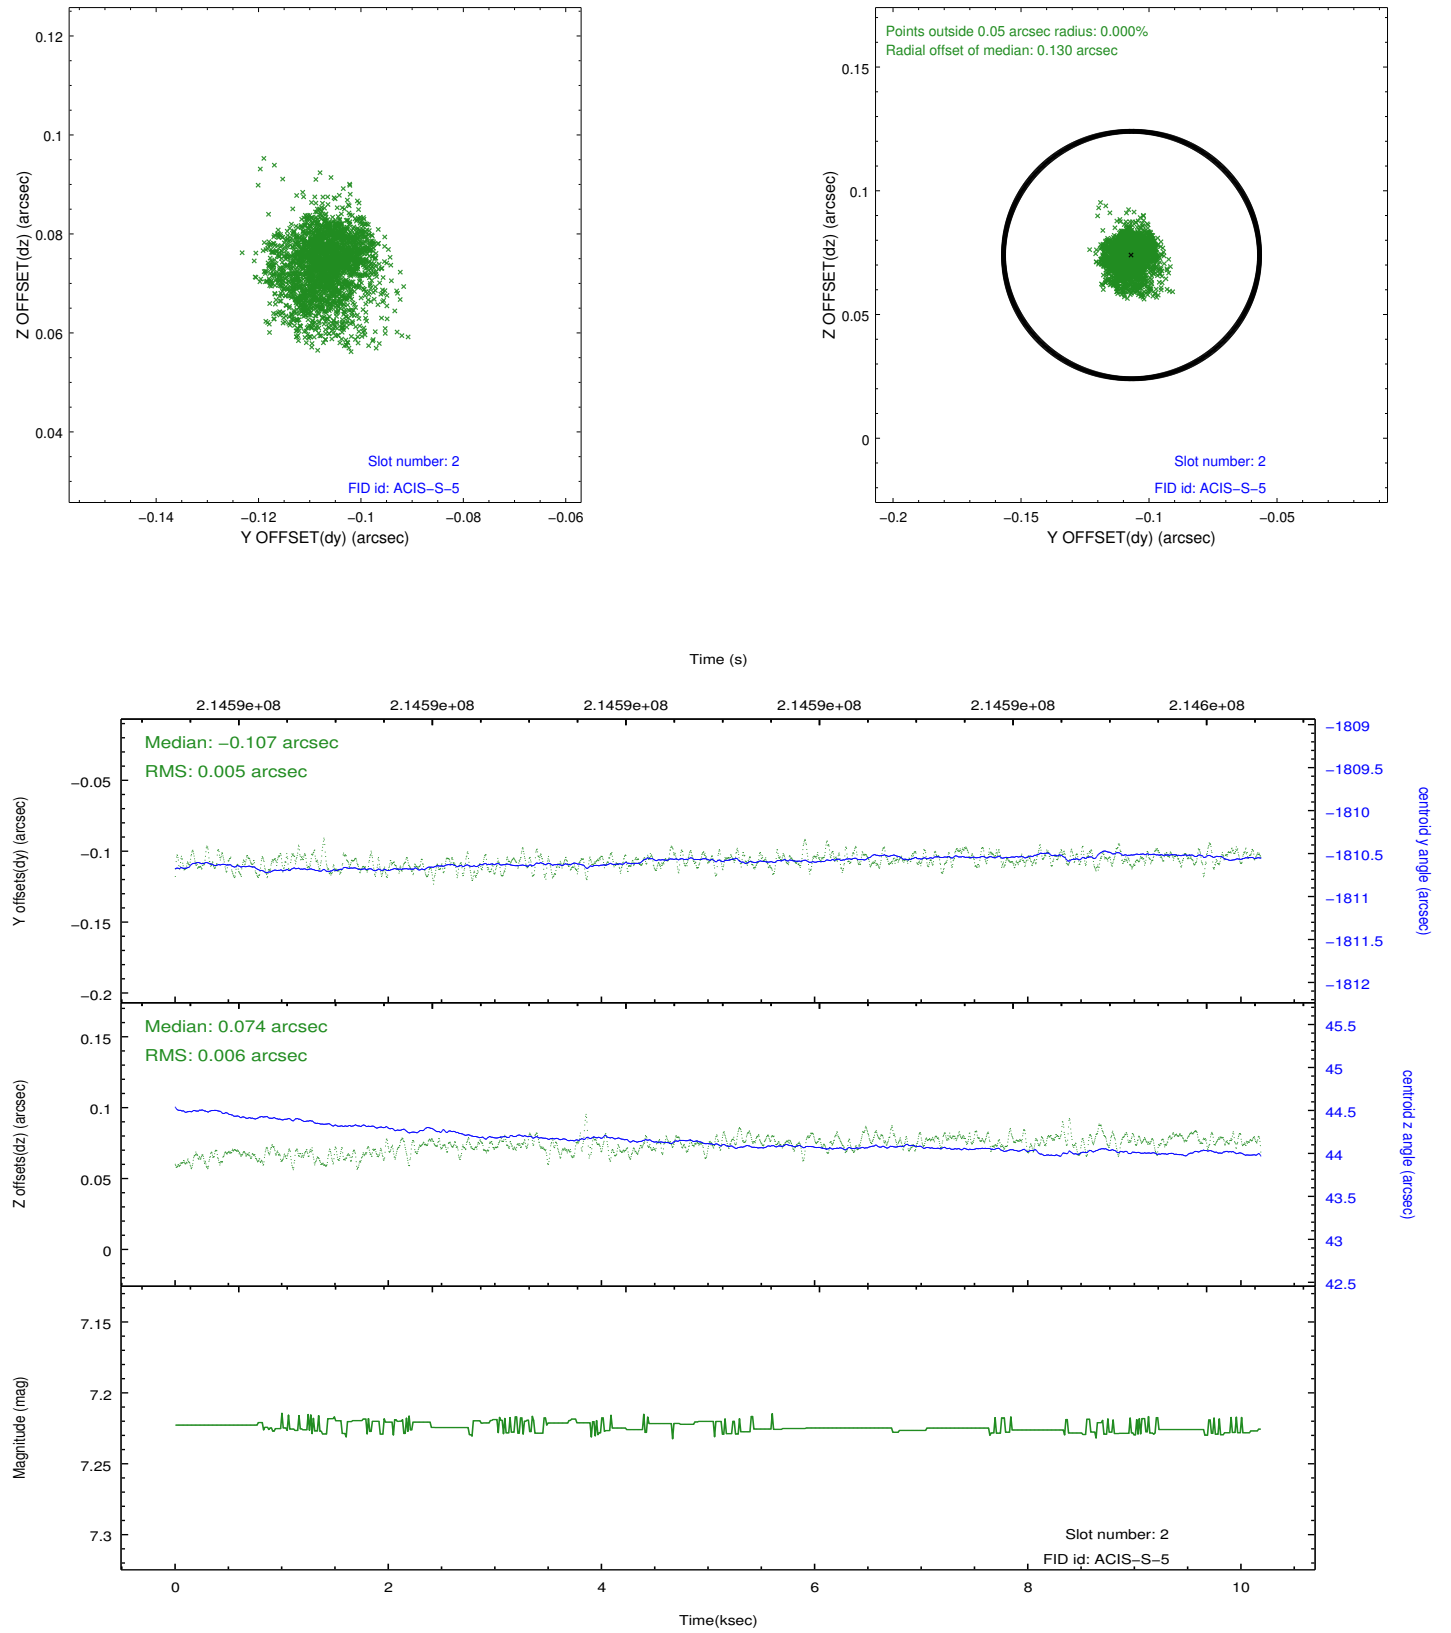 0.12
0.1
0.08
0.06
0.04
Z OFFSET(dz) (arcsec)
Slot number: 2
FID id: ACIS−S−5
−0.14 −0.12 −0.1 −0.08 −0.06
Y OFFSET(dy) (arcsec)
Points outside 0.05 arcsec radius: 0.000%
Radial offset of median: 0.130 arcsec
0.15
0.1
0.05
0
Z OFFSET(dz) (arcsec)
Slot number: 2
FID id: ACIS−S−5
−0.2 −0.15 −0.1 −0.05
Y OFFSET(dy) (arcsec)
Time (s)
2.1459e+08 2.1459e+08 2.1459e+08 2.1459e+08 2.1459e+08 2.146e+08
Median: −0.107 arcsec
RMS: 0.005 arcsec
−0.05
−0.1
−0.15
−0.2
Y offsets(dy) (arcsec)
−1809
−1809.5
−1810
−1810.5
−1811
−1811.5
−1812
centroid y angle (arcsec)
Median: 0.074 arcsec
RMS: 0.006 arcsec
0.15
0.1
0.05
0
Z offsets(dz) (arcsec)
45.5
45
44.5
44
43.5
43
42.5
centroid z angle (arcsec)
7.15
7.2
7.25
7.3
Magnitude (mag)
Slot number: 2
FID id: ACIS−S−5
0 2 4 6 8 10
Time(ksec)